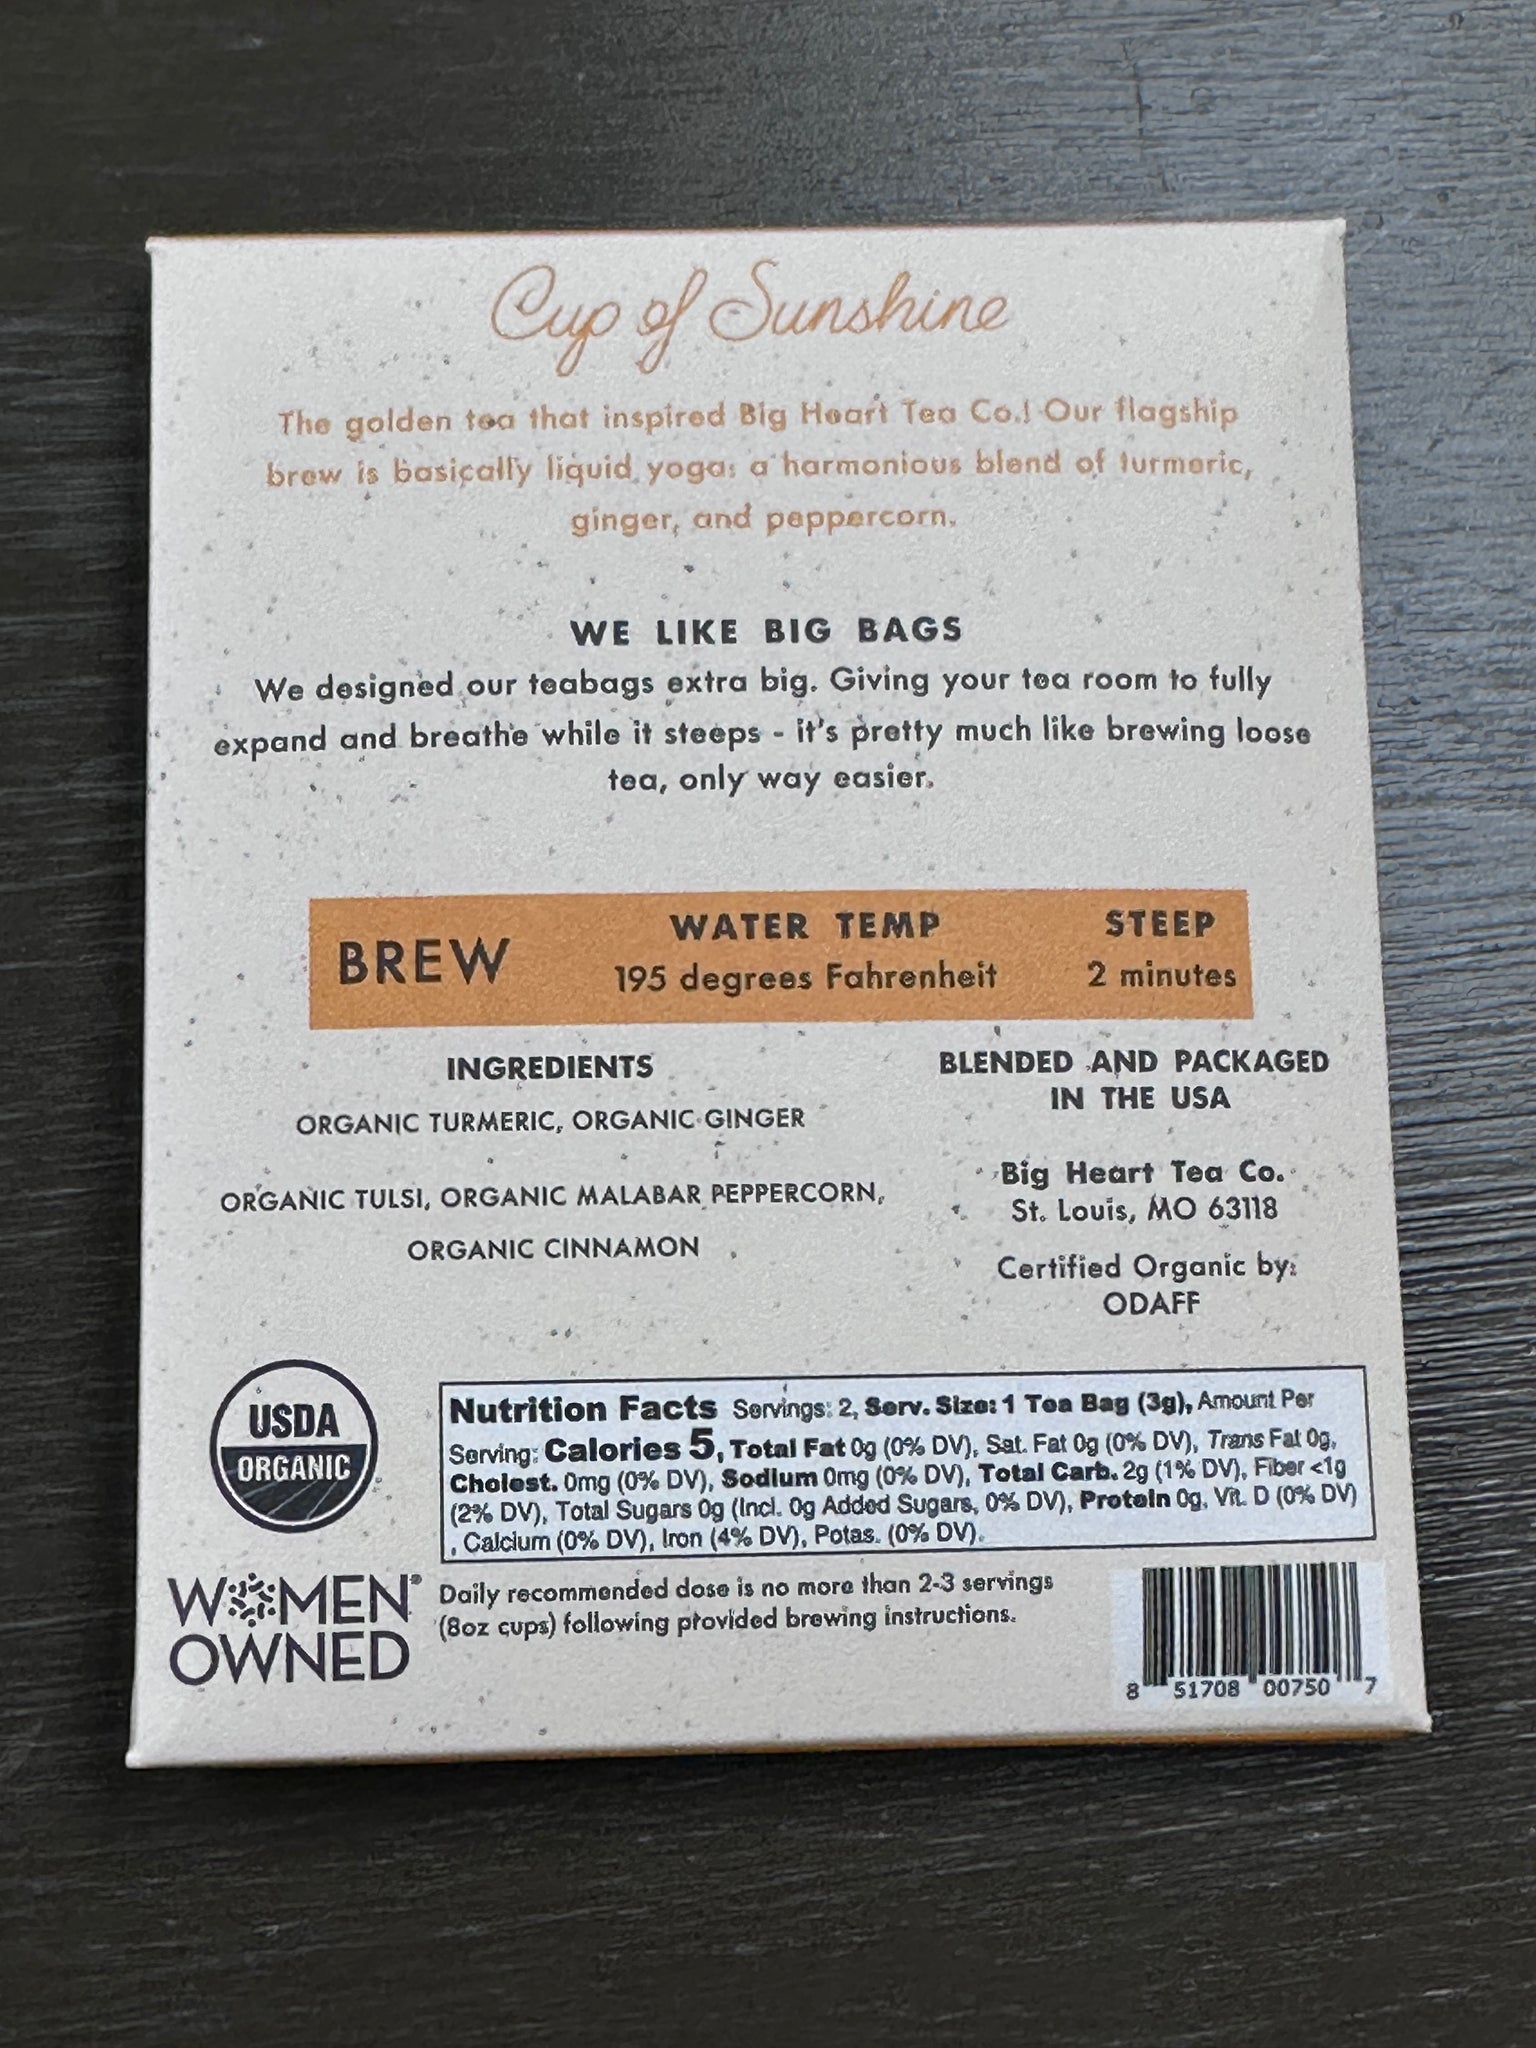 Cup of Sunshine
The golden tea that inspired Big Heart Tea Co.! Our flagship
brew is basically liquid yoga: a harmonious blend of turmeric,
ginger, and peppercorn.
WE LIKE BIG BAGS
We designed our teabags extra big. Giving your tea room to fully
expand and breathe while it steeps - it's pretty much like brewing loose
tea, only way easier.
BREW
WATER TEMP
195 degrees Fahrenheit
STEEP
2 minutes
INGREDIENTS
ORGANIC TURMERIC, ORGANIC GINGER
ORGANIC TULSI, ORGANIC MALABAR PEPPERCORN,
ORGANIC CINNAMON
BLENDED AND PACKAGED
IN THE USA
Big Heart Tea Co.
St. Louis, MO 63118
Certified Organic by:
ODAFF
USDA
ORGANIC
Nutrition Facts Servings: 2, Serv. Size: 1 Tea Bag (3g), Amount Per
Serving: Calories 5, Total Fat 0g (0% DV), Sat. Fat 0g (0% DV), Trans Fat 0g,
Cholest. 0mg (0% DV), Sodium 0mg (0% DV), Total Carb. 2g (1% DV), Fiber <1g
(2% DV), Total Sugars 0g (Incl. 0g Added Sugars, 0% DV), Protein 0g, Vit. D (0% DV)
, Calcium (0% DV), Iron (4% DV), Potas. (0% DV).
WOMEN®
OWNED
Daily recommended dose is no more than 2-3 servings
(8oz cups) following provided brewing instructions.
8 51708 00750 7